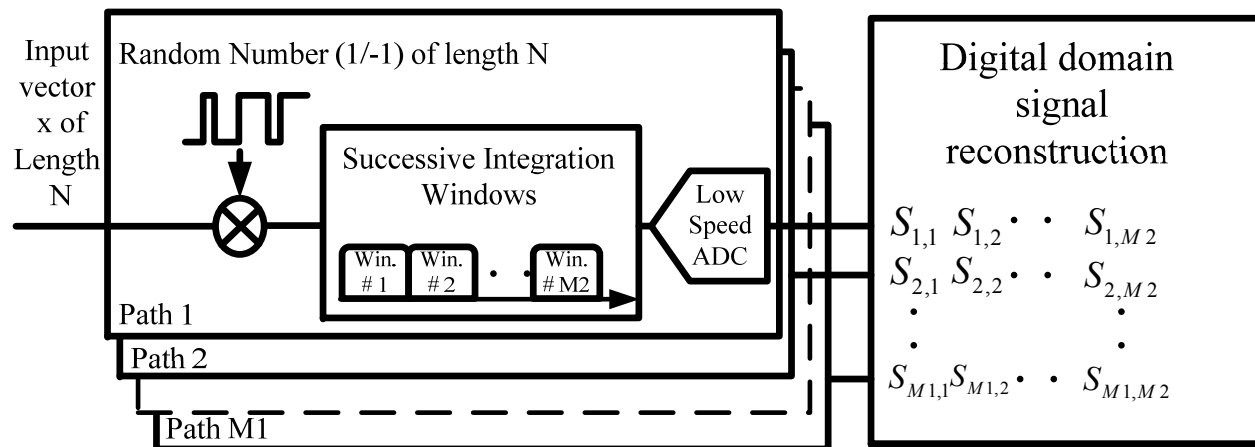 Input
vector
x of
Length
N
Random Number (1/-1) of length N
Successive Integration
Windows
Win.
# 1
Win.
#2
· ·
Win.
#M2
Low
Speed
ADC
Path 1
Path 2
Path M1
Digital domain
signal
reconstruction
S1,1 S1,2 · · S1,M2
S2,1 S2,2 · · S2,M2
· ·
· ·
SM1,1 SM1,2 · · SM1,M2